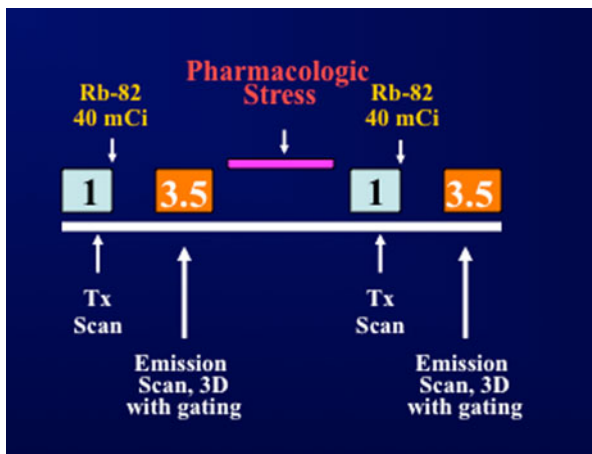 Pharmacologic
Stress
Rb-82
40 mCi
Rb-82
40 mCi
1
3.5
1
3.5
Tx
Scan
Tx
Scan
Emission
Scan, 3D
with gating
Emission
Scan, 3D
with gating